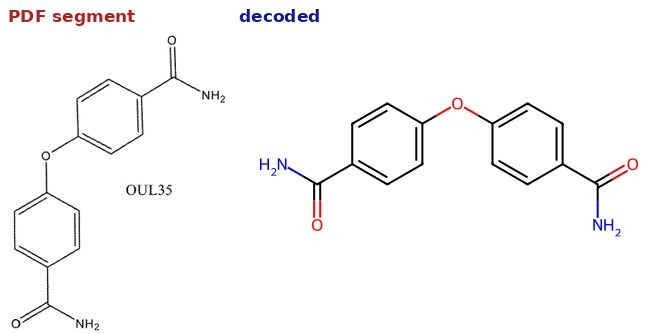 PDF segment decoded
O
NH2
O
OUL35
O
NH2
O
H2N
O
O
NH2